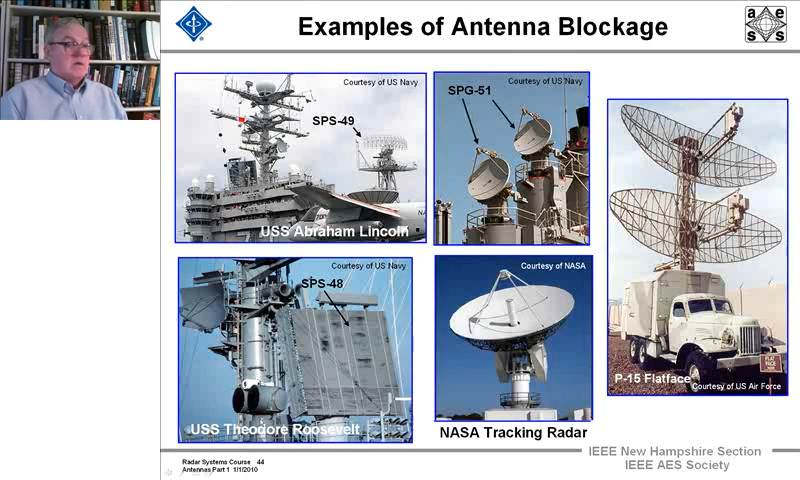 Examples of Antenna Blockage
a e
s s
Courtesy of US Navy
SPS-49
USS Abraham Lincoln
Courtesy of US Navy
SPG-51
Courtesy of US Navy
SPS-48
USS Theodore Roosevelt
Courtesy of NASA
NASA Tracking Radar
FLAT
FACE
P-15 Flatface
Courtesy of US Air Force
Radar Systems Course 44
Antennas Part 1 1/1/2010
IEEE New Hampshire Section
IEEE AES Society